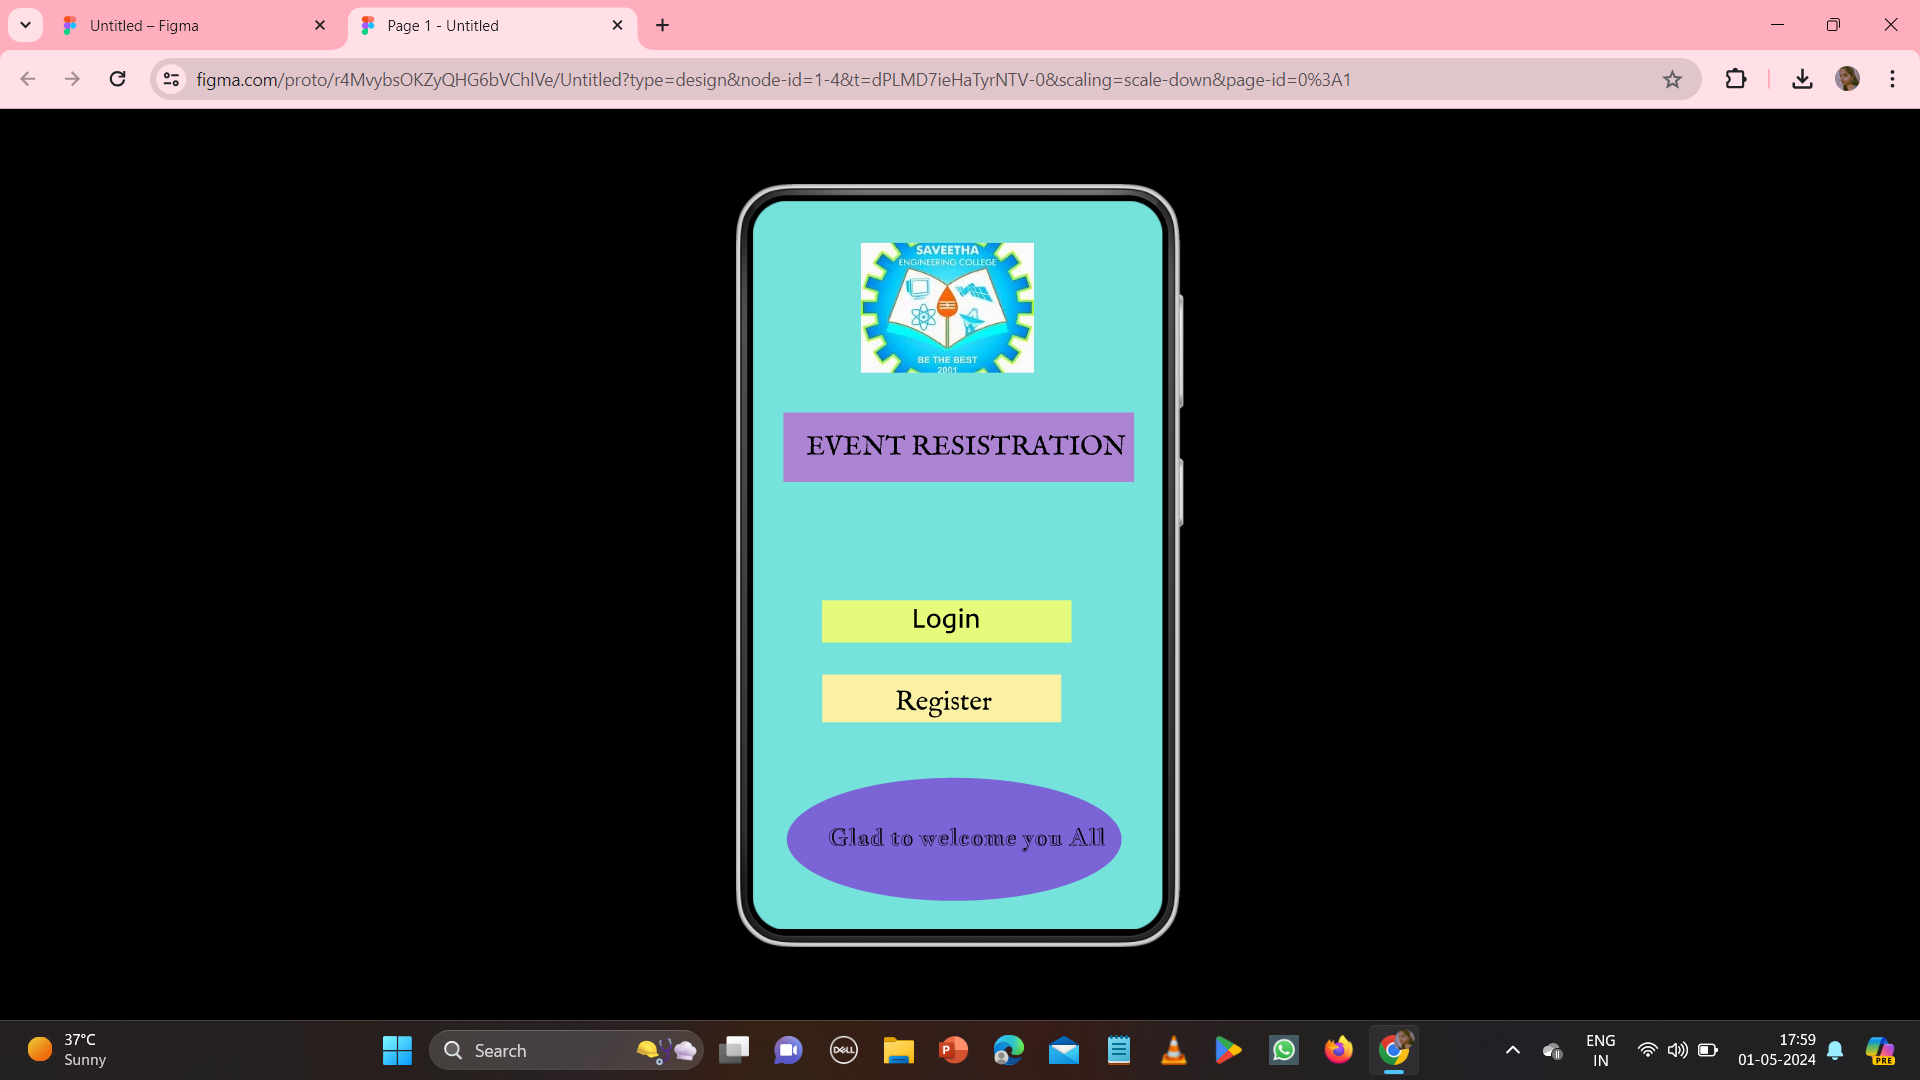 Untitled – Figma
Page 1 - Untitled
figma.com/proto/r4MvybsOKZyQHG6bVChlVe/Untitled?type=design&node-id=1-4&t=dPLMD7ieHaTyrNTV-0&scaling=scale-down&page-id=0%3A1
SAVEETHA
ENGINEERING COLLEGE
BE THE BEST
2001
EVENT RESISTRATION
Login
Register
Glad to welcome you All
37°C
Sunny
Search
DELL
P
ENG
IN
17:59
01-05-2024
PRE